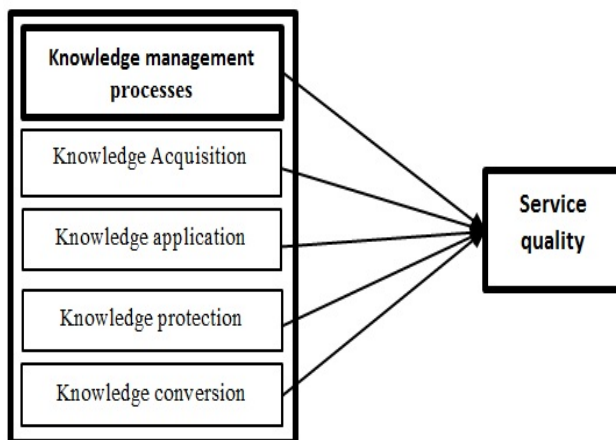 Knowledge management
processes
Knowledge Acquisition
Knowledge application
Knowledge protection
Knowledge conversion
Service
quality